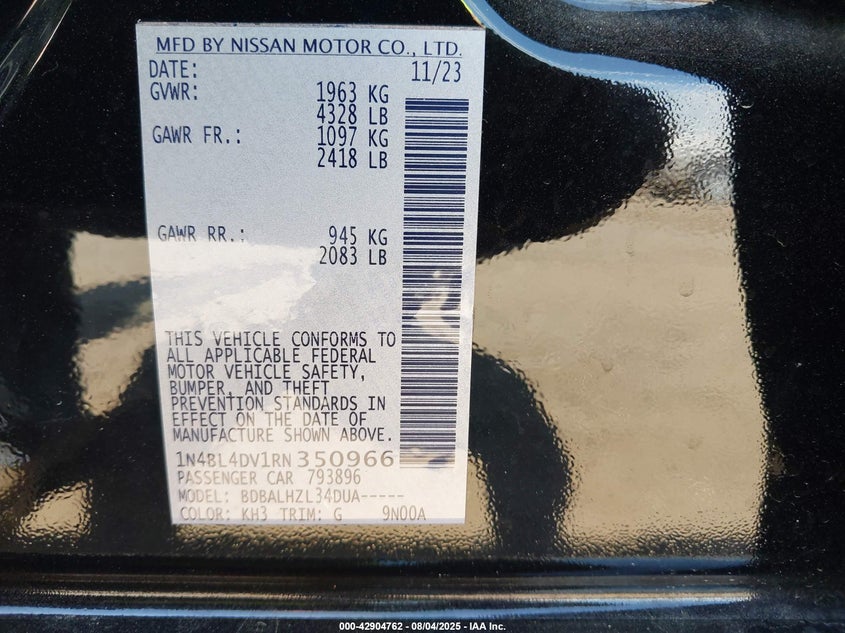 MFD BY NISSAN MOTOR CO., LTD.
DATE: 11/23
GVWR: 1963 KG
4328 LB
GAWR FR.: 1097 KG
2418 LB
GAWR RR.: 945 KG
2083 LB
THIS VEHICLE CONFORMS TO
ALL APPLICABLE FEDERAL
MOTOR VEHICLE SAFETY,
BUMPER, AND THEFT
PREVENTION STANDARDS IN
EFFECT ON THE DATE OF
MANUFACTURE SHOWN ABOVE.
1N4BL4DV1RN350966
PASSENGER CAR 793896
MODEL: BDBALHZL34DUA-----
COLOR: KH3 TRIM: G 9N00A
000-42904762 - 08/04/2025 - IAA Inc.